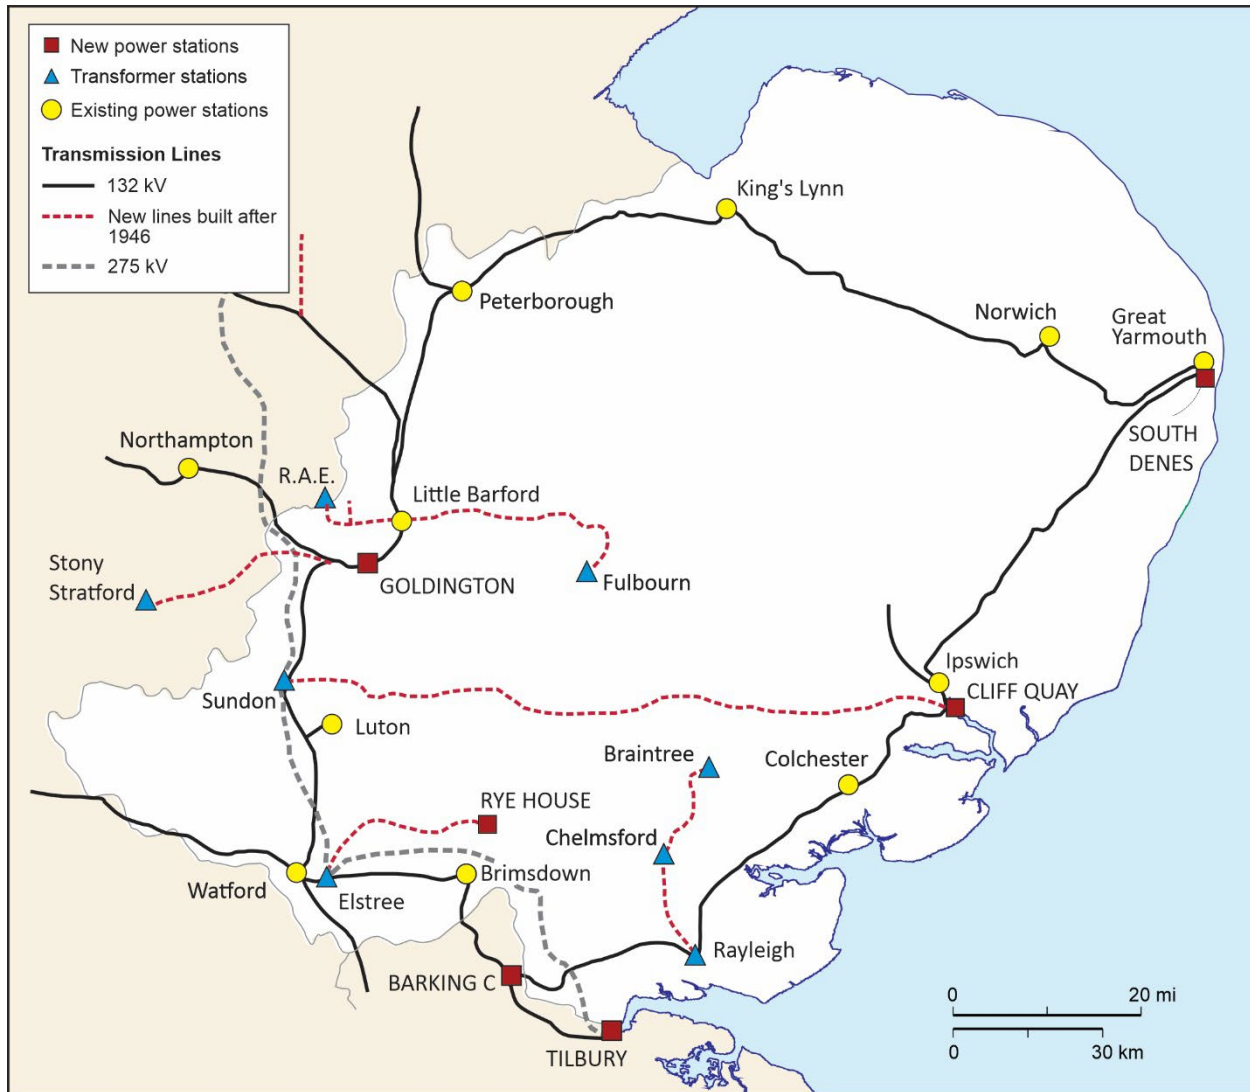 New power stations
Transformer stations
Existing power stations
Transmission Lines
132 kV
New lines built after
1946
275 kV
King's Lynn
Peterborough
Norwich
Great
Yarmouth
SOUTH
DENES
Northampton
R.A.E.
Little Barford
Stony
Stratford
GOLDINGTON
Fulbourn
Ipswich
CLIFF QUAY
Sundon
Luton
Braintree
Colchester
RYE HOUSE
Chelmsford
Watford
Elstree
Brimsdown
Rayleigh
BARKING C
TILBURY
0
20 mi
0
30 km